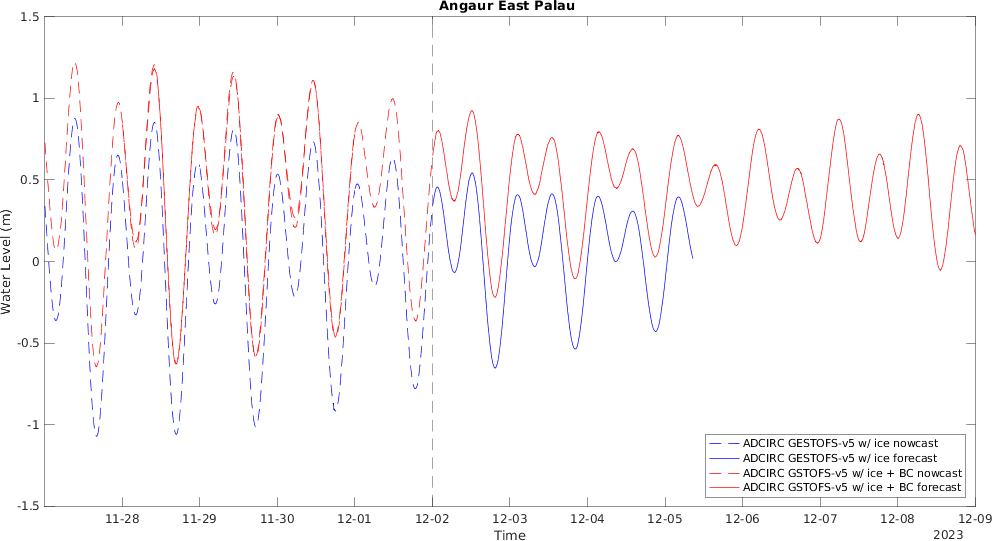 Angaur East Palau
1.5
1
0.5
0
-0.5
-1
-1.5
Water Level (m)
11-28 11-29 11-30 12-01 12-02 12-03 12-04 12-05 12-06 12-07 12-08 12-09
Time
2023
ADCIRC GESTOFS-v5 w/ ice nowcast
ADCIRC GESTOFS-v5 w/ ice forecast
ADCIRC GSTOFS-v5 w/ ice + BC nowcast
ADCIRC GSTOFS-v5 w/ ice + BC forecast